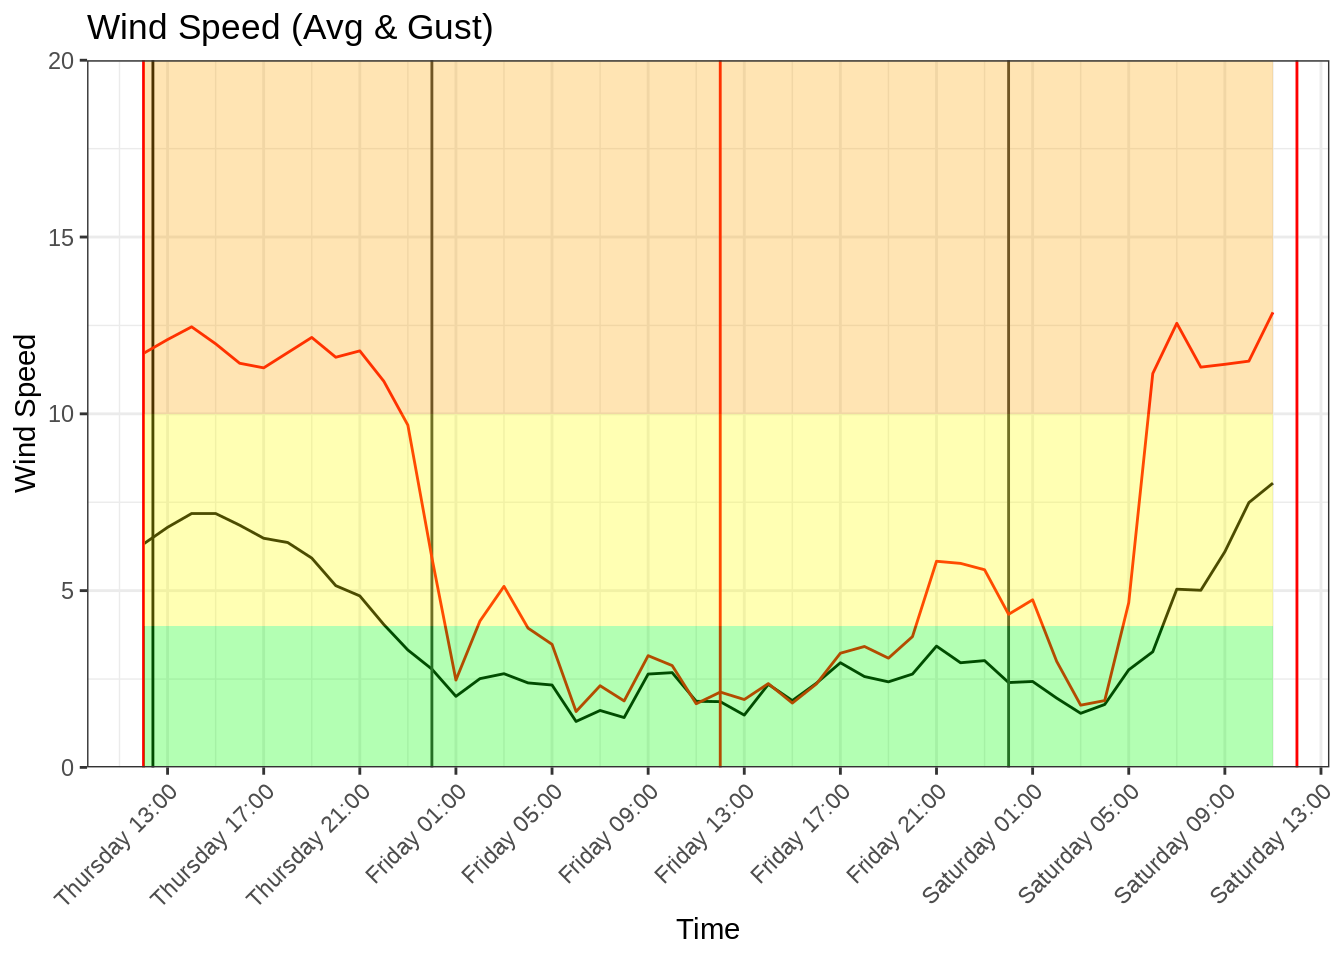 Wind Speed (Avg & Gust)
20
15
10
5
0
Wind Speed
Thursday 13:00
Thursday 17:00
Thursday 21:00
Friday 01:00
Friday 05:00
Friday 09:00
Friday 13:00
Friday 17:00
Friday 21:00
Saturday 01:00
Saturday 05:00
Saturday 09:00
Saturday 13:00
Time